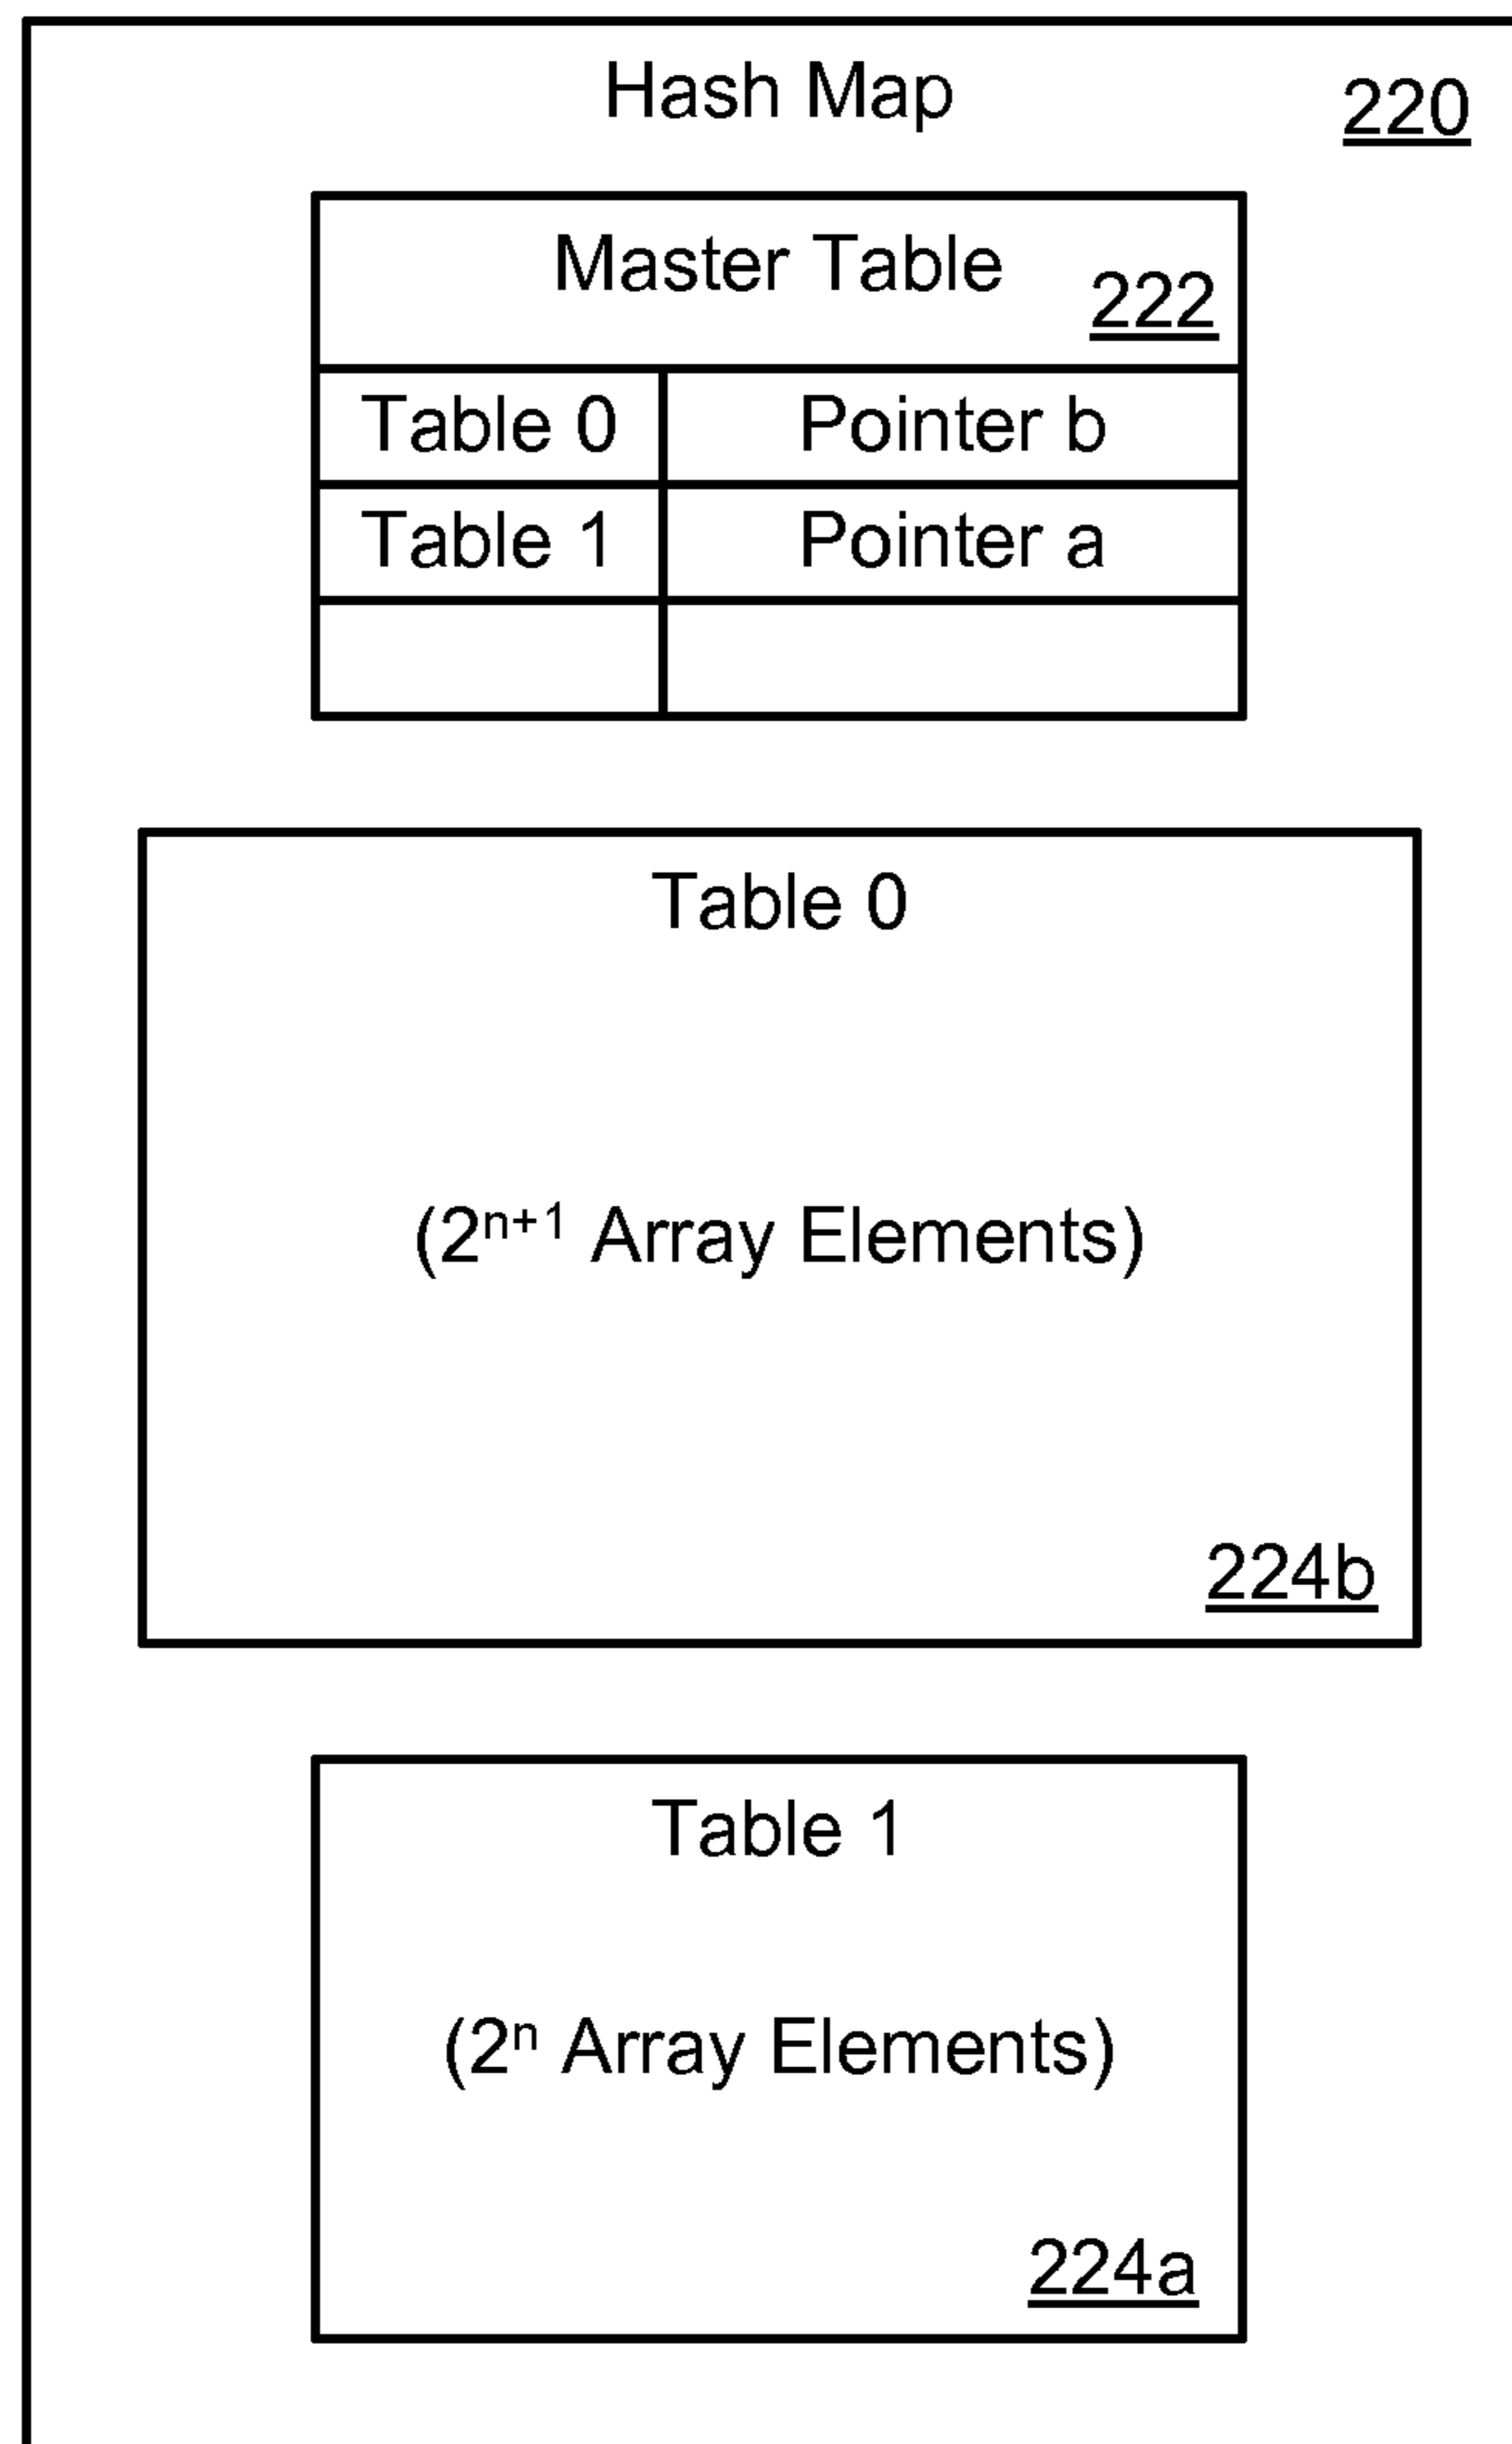 Hash Map 220
Master Table 222
Table 0 Pointer b
Table 1 Pointer a
Table 0
(2ⁿ⁺¹ Array Elements)
224b
Table 1
(2ⁿ Array Elements)
224a